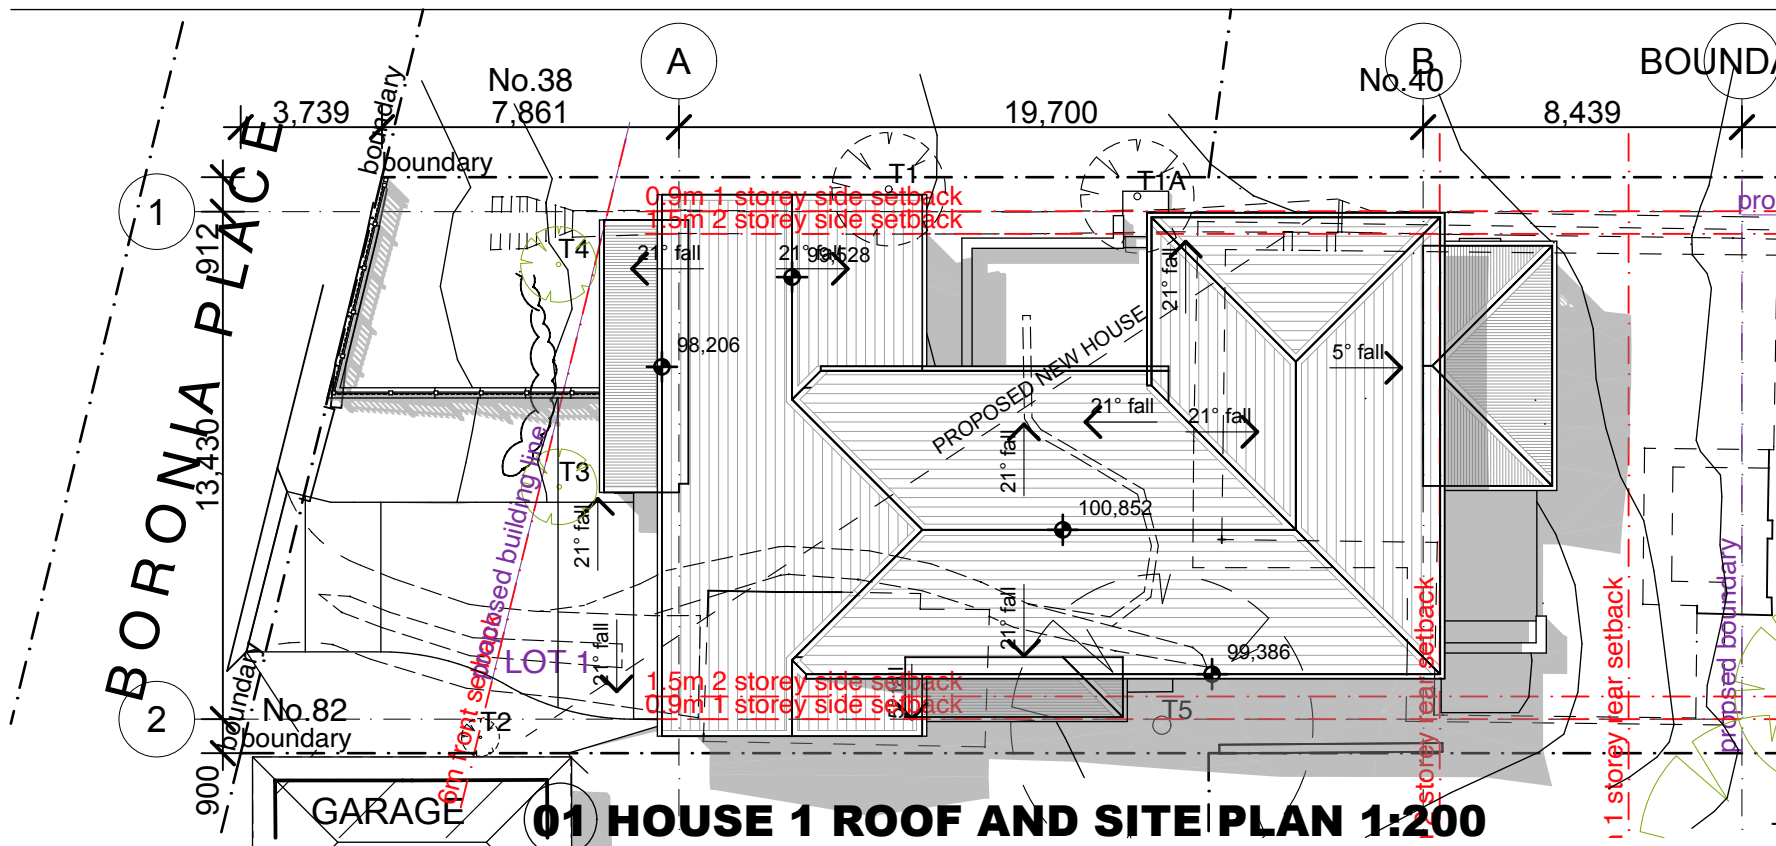 A
B
BOUNDA
No.38
No.40
3,739
7,861
19,700
8,439
boundary
boundary
BORONIA PLACE
1
T1
T1A
0.9m 1 storey side setback
1.5m 2 storey side setback
pro
912
T4
21° fall
21° fall
99,528
21° fall
98,206
PROPOSED NEW HOUSE
5° fall
21° fall
21° fall
21° fall
13,430
T3
proposed building line
21° fall
100,852
propsed boundary
21° fall
21° fall
LOT 1
99,386
1.5m 2 storey side setback
0.9m 1 storey side setback
6m front setback
storey rear setback
1 storey rear setback
2
No.82
boundary
boundary
T2
T5
900
GARAGE
01 HOUSE 1 ROOF AND SITE PLAN 1:200